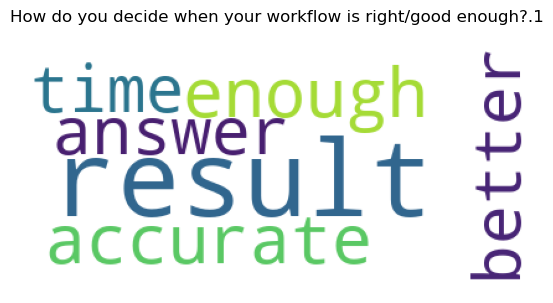 How do you decide when your workflow is right/good enough?.1
time
enough
answer
result
accurate
better